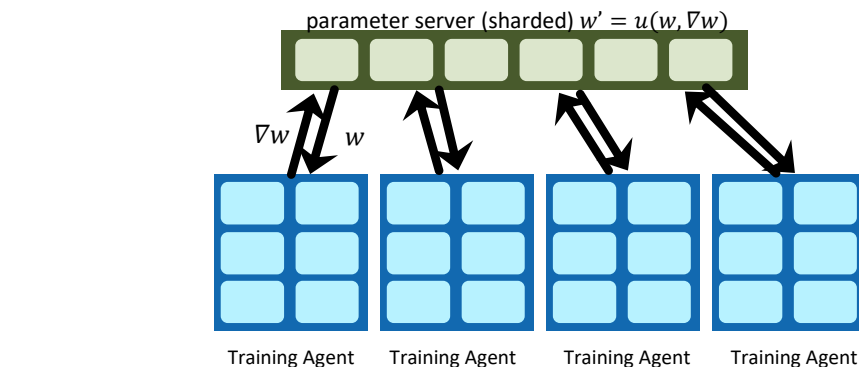 parameter server (sharded) w’ = u(w, ∇w)
∇w w
Training Agent Training Agent Training Agent Training Agent